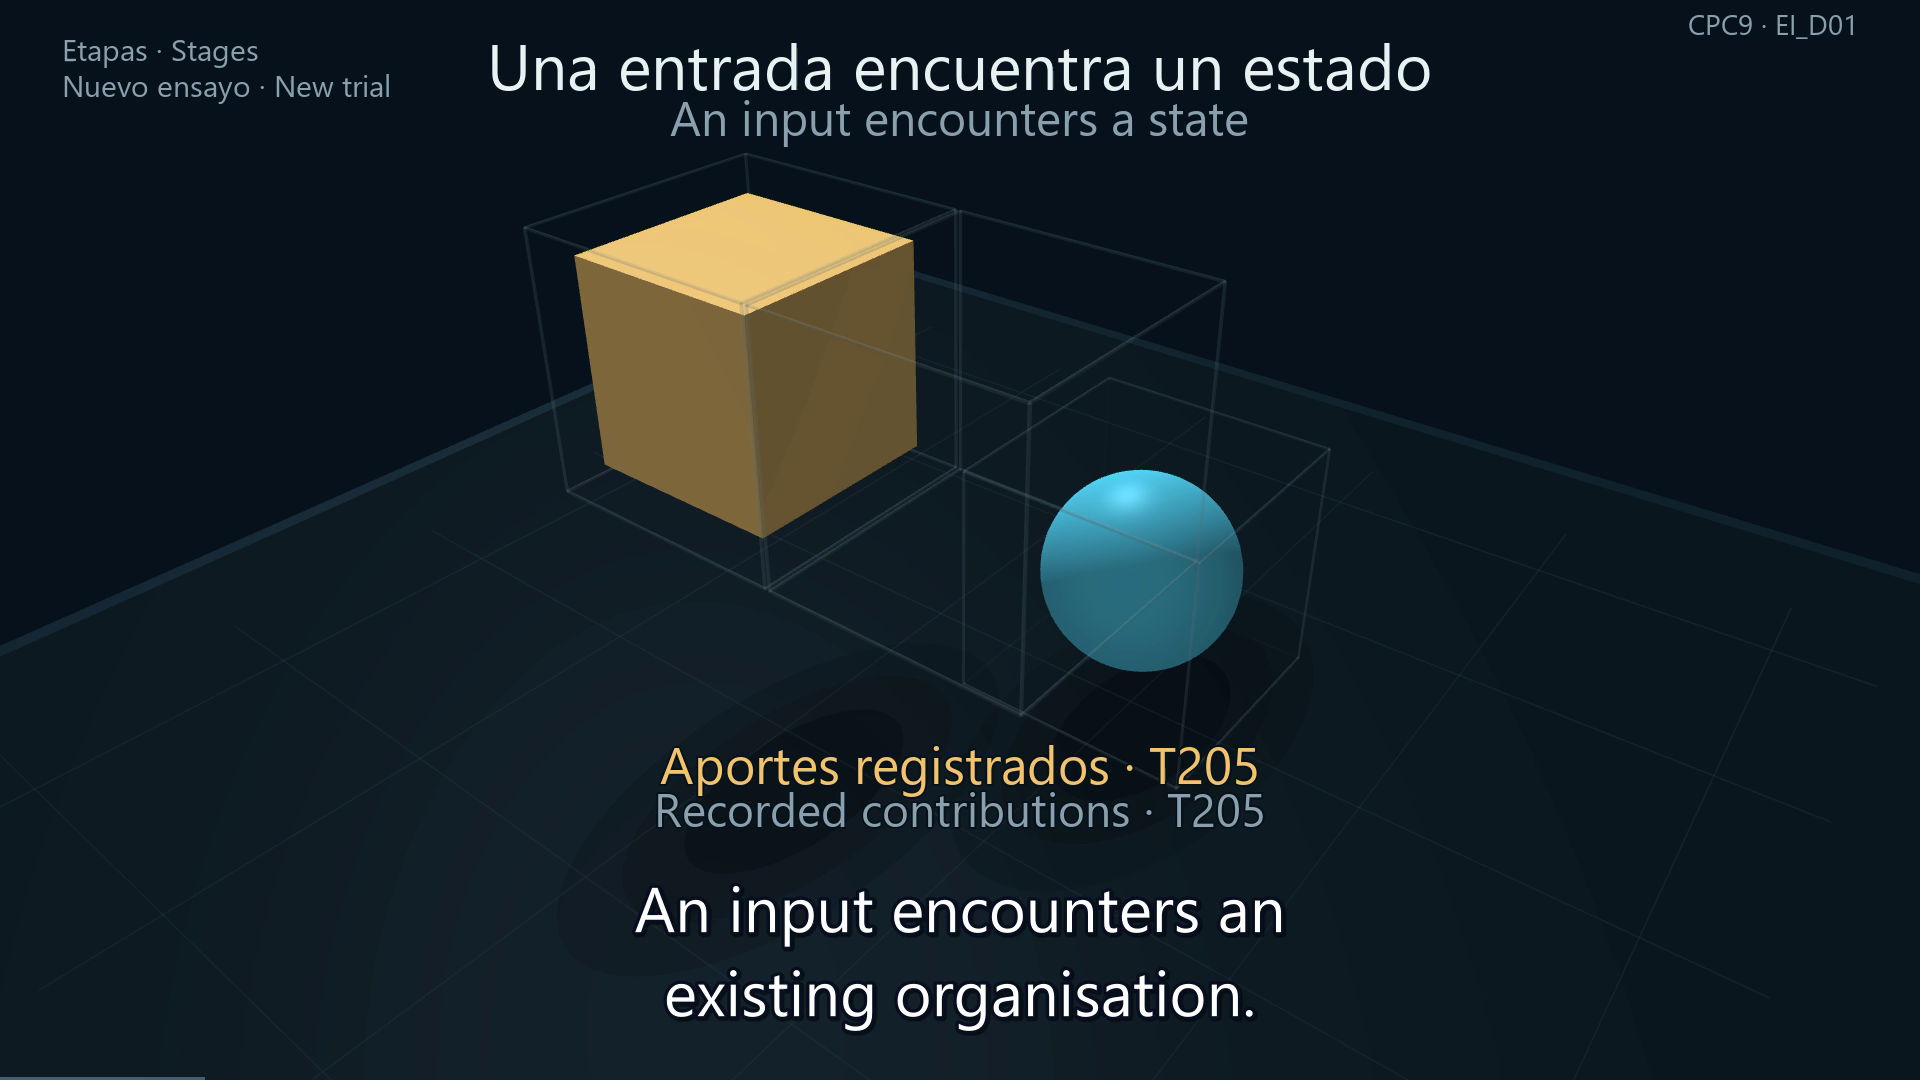 Etapas · Stages
Nuevo ensayo · New trial
Una entrada encuentra un estado
An input encounters a state
CPC9 · EI_D01
Aportes registrados · T205
Recorded contributions · T205
An input encounters an
existing organisation.